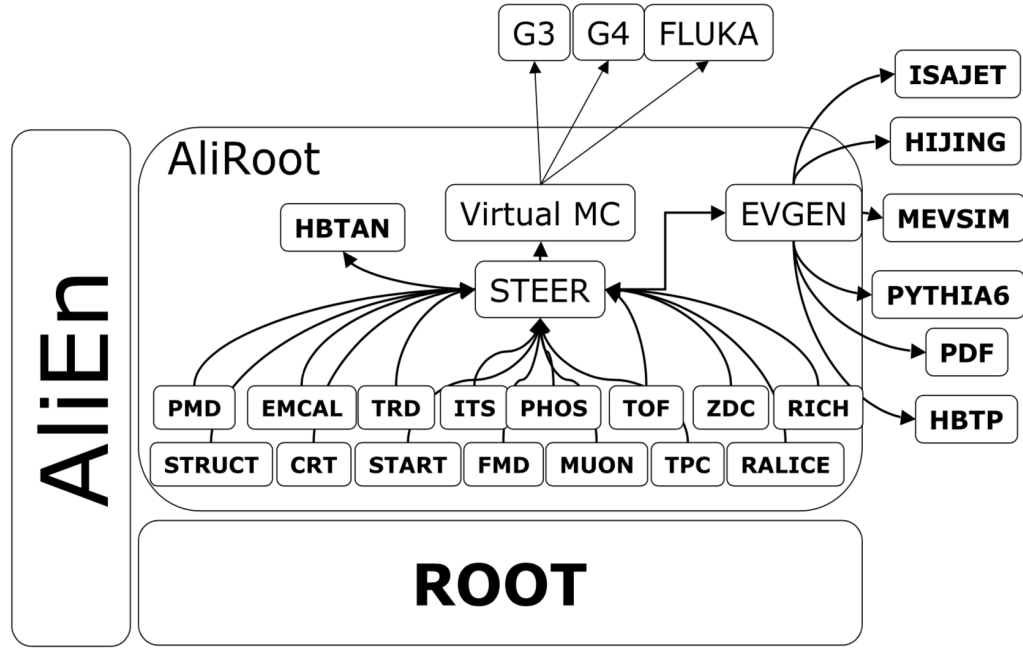 G3 G4 FLUKA
ISAJET
AliRoot
HIJING
Virtual MC
EVGEN
MEVSIM
HBTAN
STEER
PYTHIA6
PDF
AliEn
PMD EMCAL TRD ITS PHOS TOF ZDC RICH
HBTP
STRUCT CRT START FMD MUON TPC RALICE
ROOT